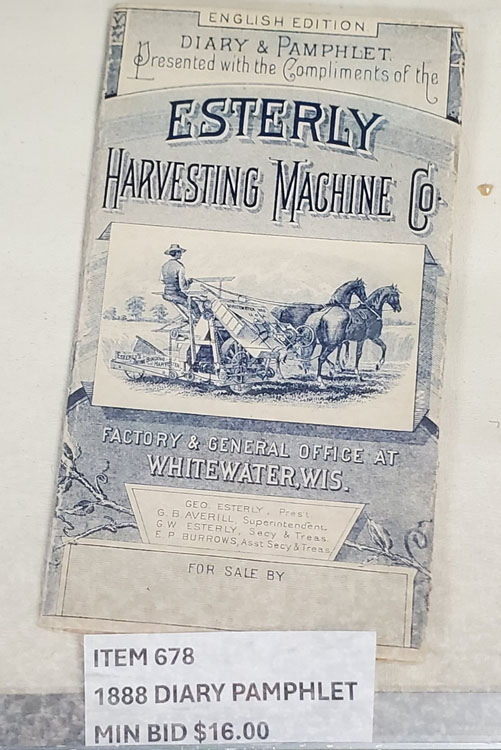 ENGLISH EDITION.
DIARY & PAMPHLET.
Presented with the Compliments of the
ESTERLY
HARVESTING MACHINE CO.
FACTORY & GENERAL OFFICE AT
WHITEWATER, WIS.
GEO. ESTERLY, Pres't.
G. B. AVERILL, Superintendent.
G. W. ESTERLY, Secy & Treas.
E. P. BURROWS, Asst Secy & Treas.
FOR SALE BY
ITEM 678
1888 DIARY PAMPHLET
MIN BID $16.00